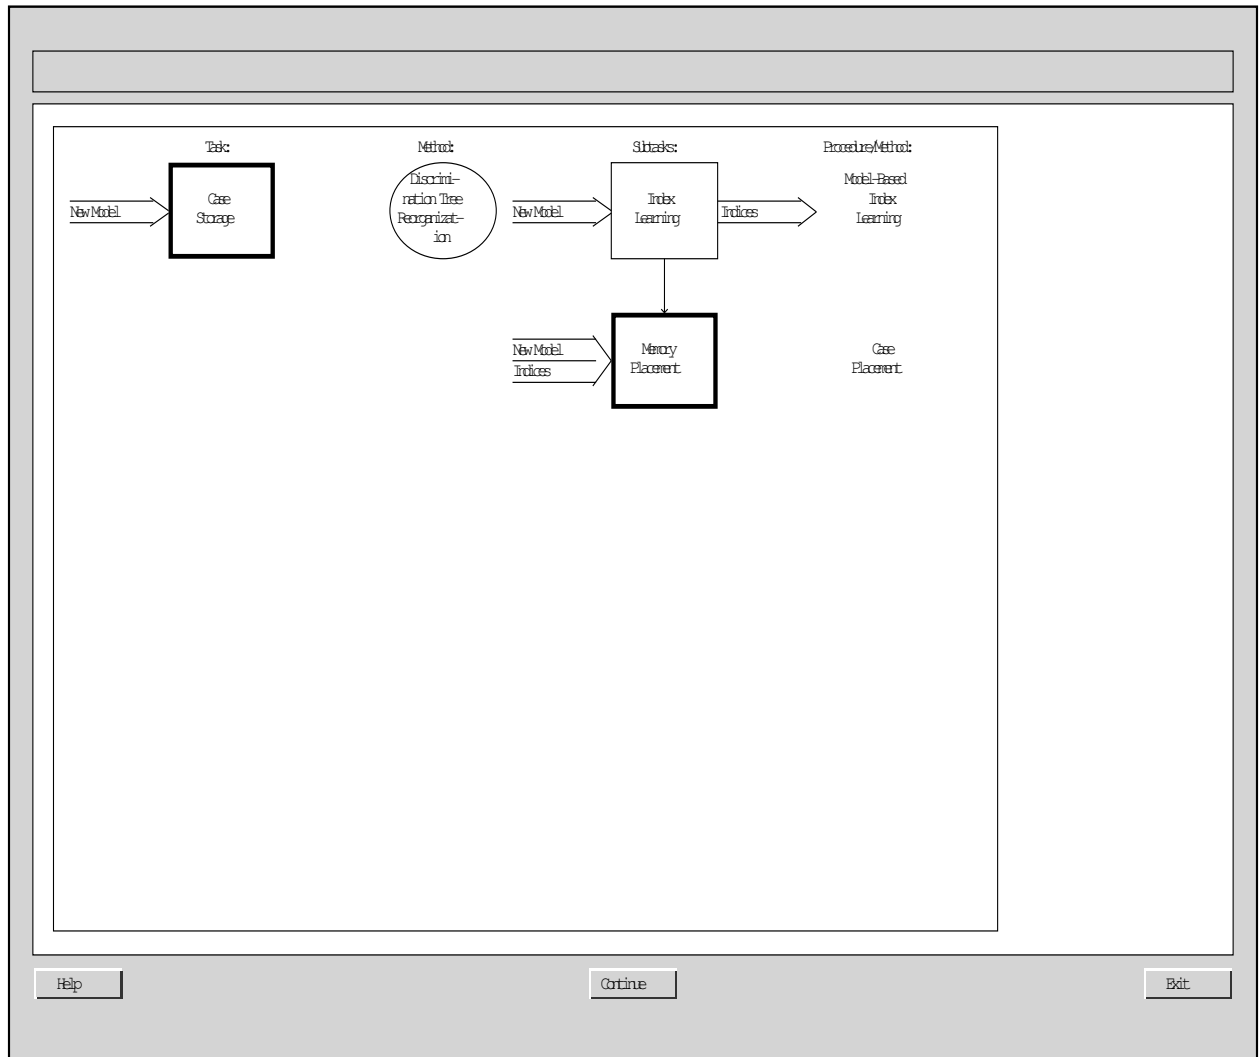 Task:
Method:
Subtasks:
Procedure/Method:
New Model
Case
Storage
Discrimi-
nation Tree
Reorganizat-
ion
New Model
Index
Learning
Indices
Model-Based
Index
Learning
New Model
Indices
Memory
Placement
Case
Placement
Help
Continue
Exit